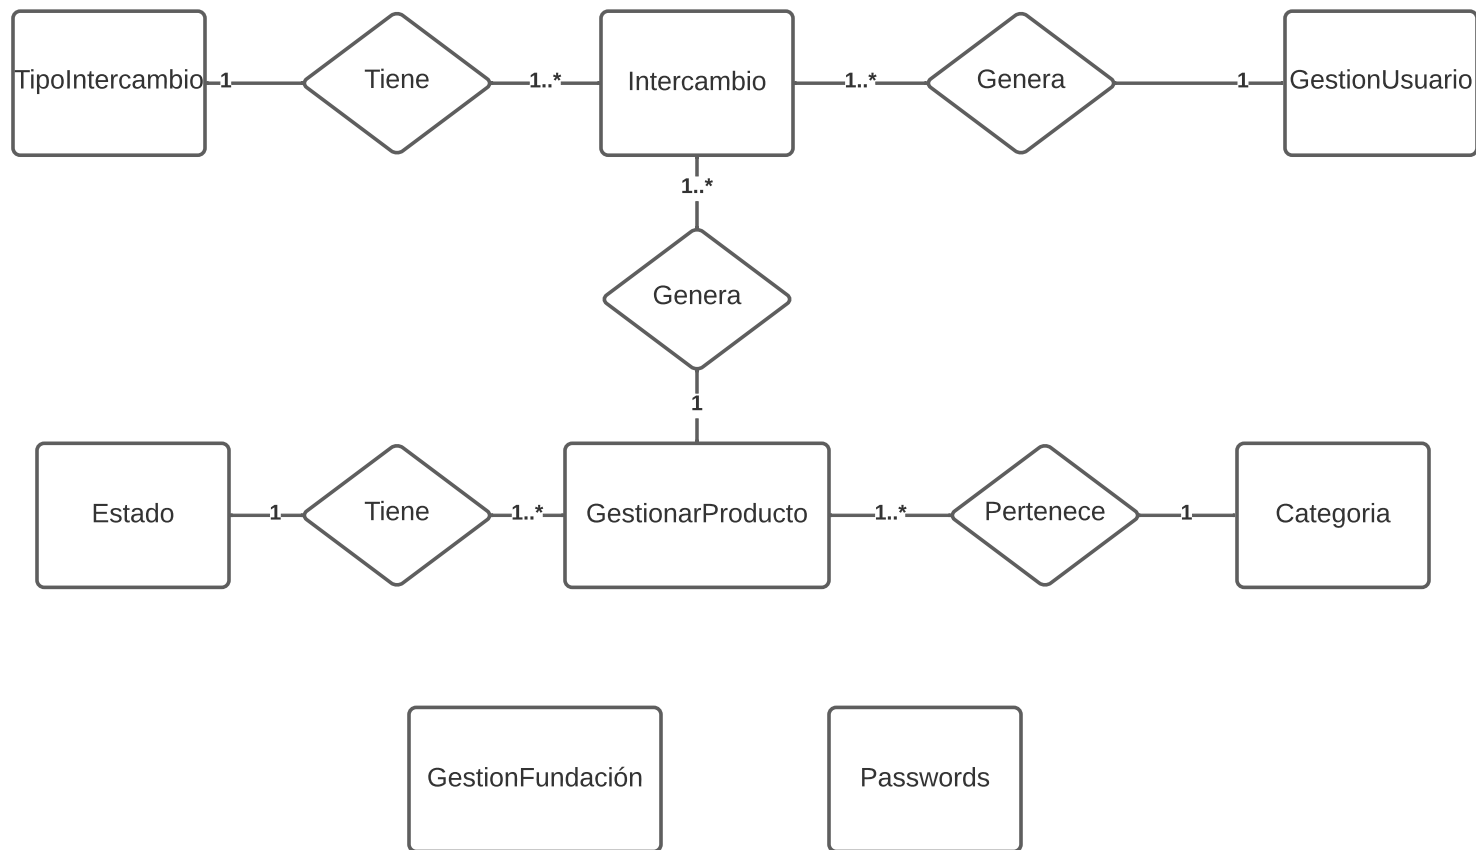 TipoIntercambio
1
Tiene
1..*
Intercambio
1..*
Genera
1
GestionUsuario
1..*
Genera
1
Estado
1
Tiene
1..*
GestionarProducto
1..*
Pertenece
1
Categoria
GestionFundación
Passwords